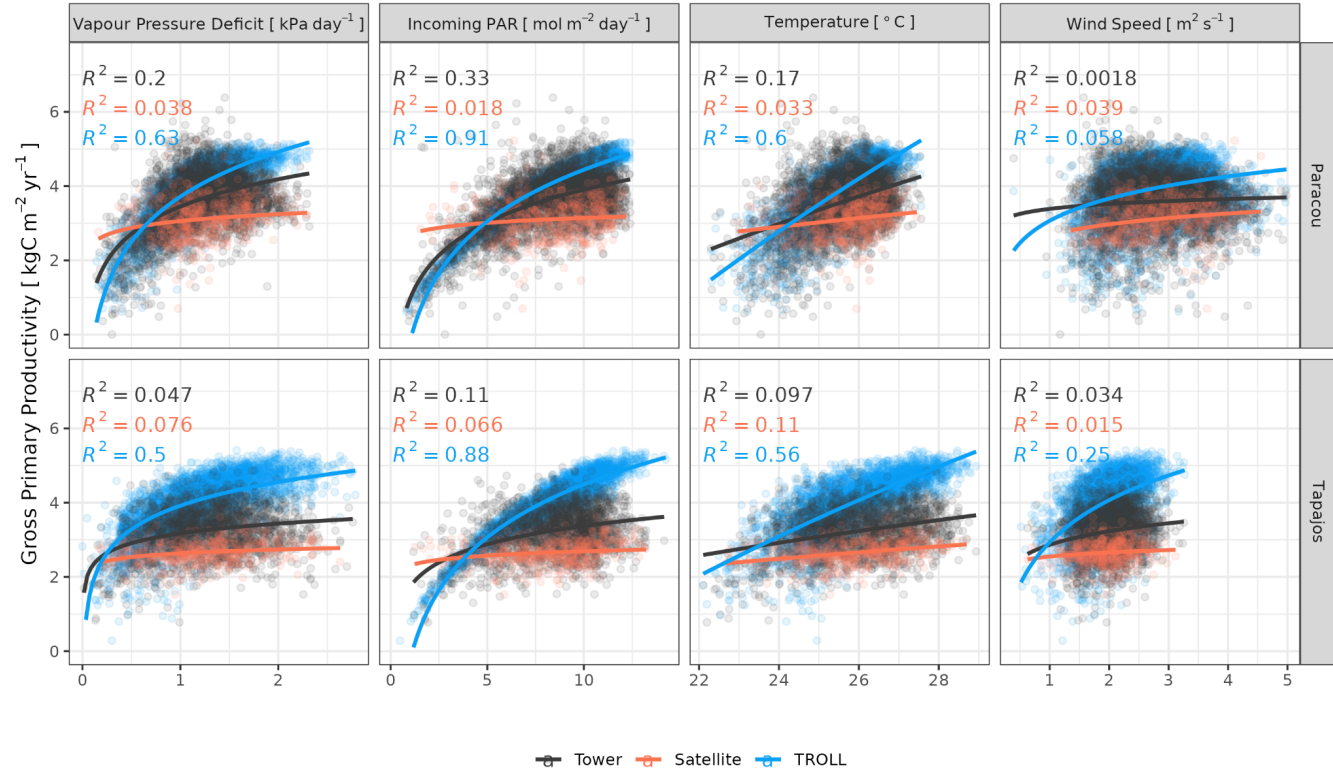 Vapour Pressure Deficit [ kPa day⁻¹ ]
Incoming PAR [ mol m⁻² day⁻¹ ]
Temperature [ ° C ]
Wind Speed [ m² s⁻¹ ]
Gross Primary Productivity [ kgC m⁻² yr⁻¹ ]
R² = 0.2
R² = 0.038
R² = 0.63
R² = 0.33
R² = 0.018
R² = 0.91
R² = 0.17
R² = 0.033
R² = 0.6
R² = 0.0018
R² = 0.039
R² = 0.058
6
4
2
0
Paracou
R² = 0.047
R² = 0.076
R² = 0.5
R² = 0.11
R² = 0.066
R² = 0.88
R² = 0.097
R² = 0.11
R² = 0.56
R² = 0.034
R² = 0.015
R² = 0.25
6
4
2
0
Tapajos
0 1 2
0 5 10
22 24 26 28
1 2 3 4 5
a Tower a Satellite a TROLL